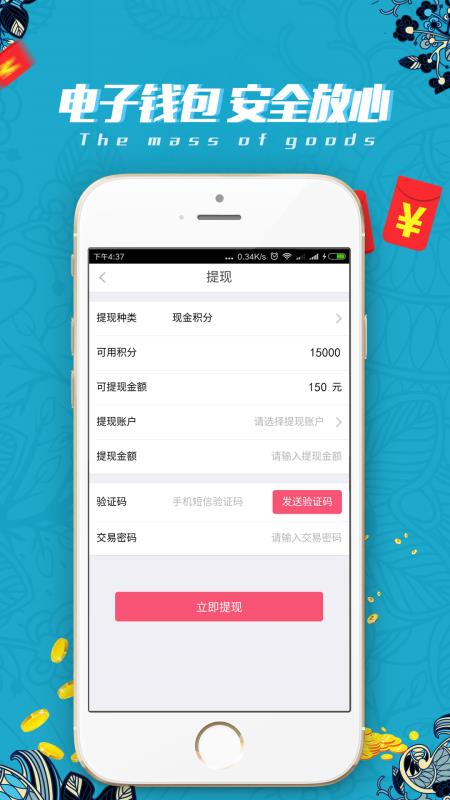 电子钱包 安全放心
The mass of goods
下午4:37 ... 0.34K/s
提现
提现种类 现金积分
可用积分 15000
可提现金额 150 元
提现账户 请选择提现账户
提现金额 请输入提现金额
验证码 手机短信验证码 发送验证码
交易密码 请输入交易密码
立即提现
¥